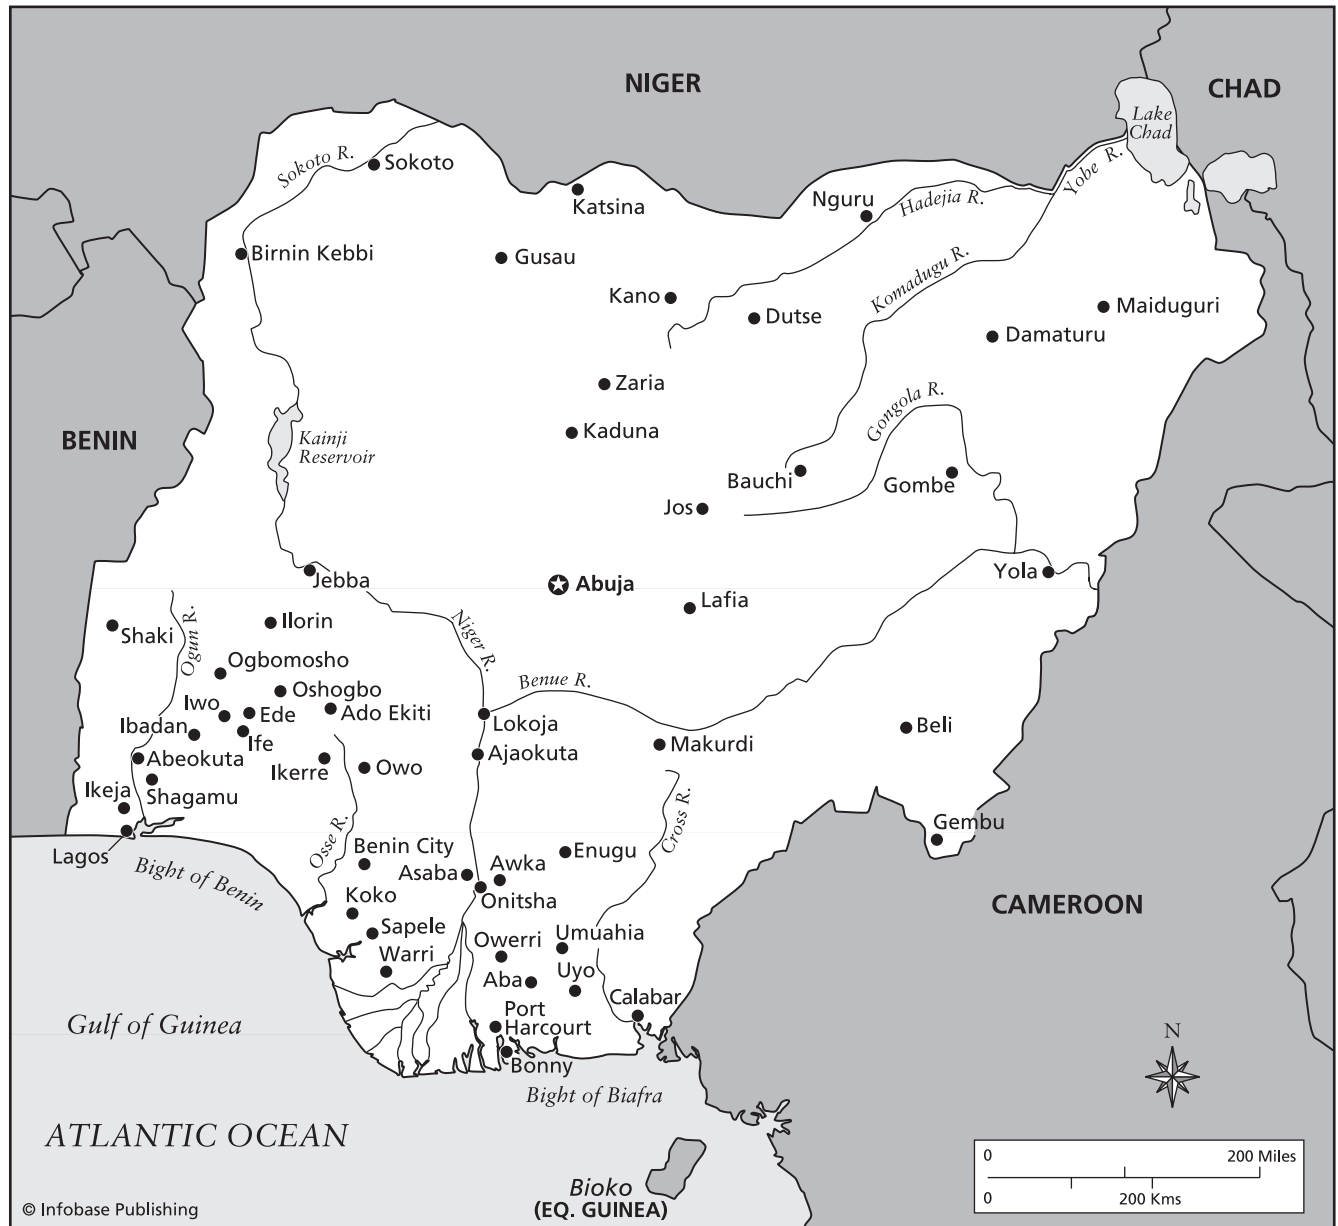 NIGER
CHAD
Lake
Chad
Sokoto R.
Sokoto
Yobe R.
Katsina
Nguru
Hadejia R.
Birnin Kebbi
Gusau
Komadugu R.
Kano
Dutse
Maiduguri
Damaturu
Zaria
Gongola R.
BENIN
Kainji
Reservoir
Kaduna
Bauchi
Gombe
Jos
Jebba
Abuja
Yola
Lafia
Shaki
Ogun R.
Ilorin
Niger R.
Ogbomosho
Benue R.
Oshogbo
Iwo
Ede
Ado Ekiti
Ibadan
Lokoja
Beli
Ife
Makurdi
Abeokuta
Ajaokuta
Ikerre
Owo
Ikeja
Shagamu
Cross R.
Gembu
Osse R.
Lagos
Benin City
Enugu
Bight of Benin
Asaba
Awka
Koko
Onitsha
CAMEROON
Sapele
Owerri
Umuahia
Warri
Aba
Uyo
Calabar
Gulf of Guinea
Port
Harcourt
N
Bonny
Bight of Biafra
ATLANTIC OCEAN
0
200 Miles
0
200 Kms
Bioko
(EQ. GUINEA)
© Infobase Publishing